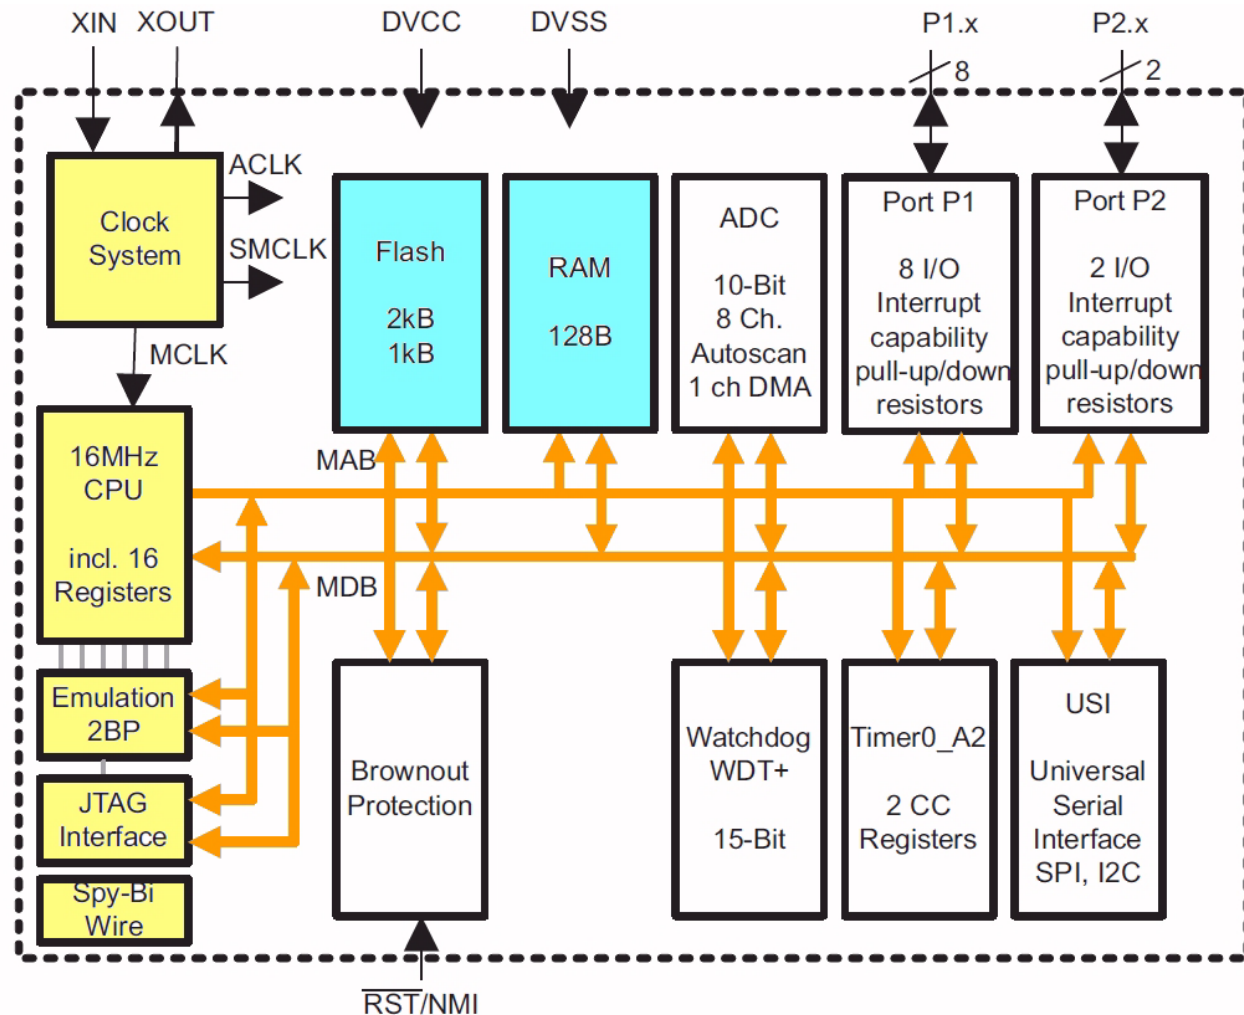 XIN
XOUT
DVCC
DVSS
P1.x
P2.x
8
2
Clock
System
ACLK
SMCLK
MCLK
Flash
2kB
1kB
RAM
128B
ADC
10-Bit
8 Ch.
Autoscan
1 ch DMA
Port P1
8 I/O
Interrupt
capability
pull-up/down
resistors
Port P2
2 I/O
Interrupt
capability
pull-up/down
resistors
16MHz
CPU
incl. 16
Registers
MAB
MDB
Emulation
2BP
JTAG
Interface
Spy-Bi
Wire
Brownout
Protection
Watchdog
WDT+
15-Bit
Timer0_A2
2 CC
Registers
USI
Universal
Serial
Interface
SPI, I2C
RST/NMI